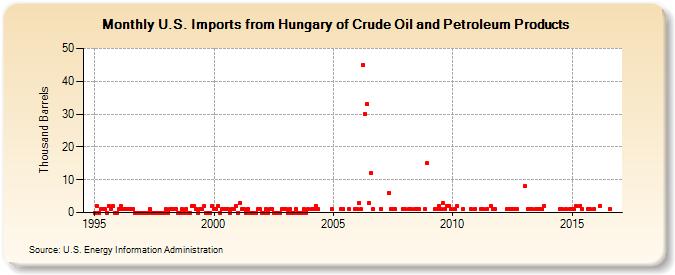 Monthly U.S. Imports from Hungary of Crude Oil and Petroleum Products
Thousand Barrels
50
40
30
20
10
0
1995 2000 2005 2010 2015
Source: U.S. Energy Information Administration